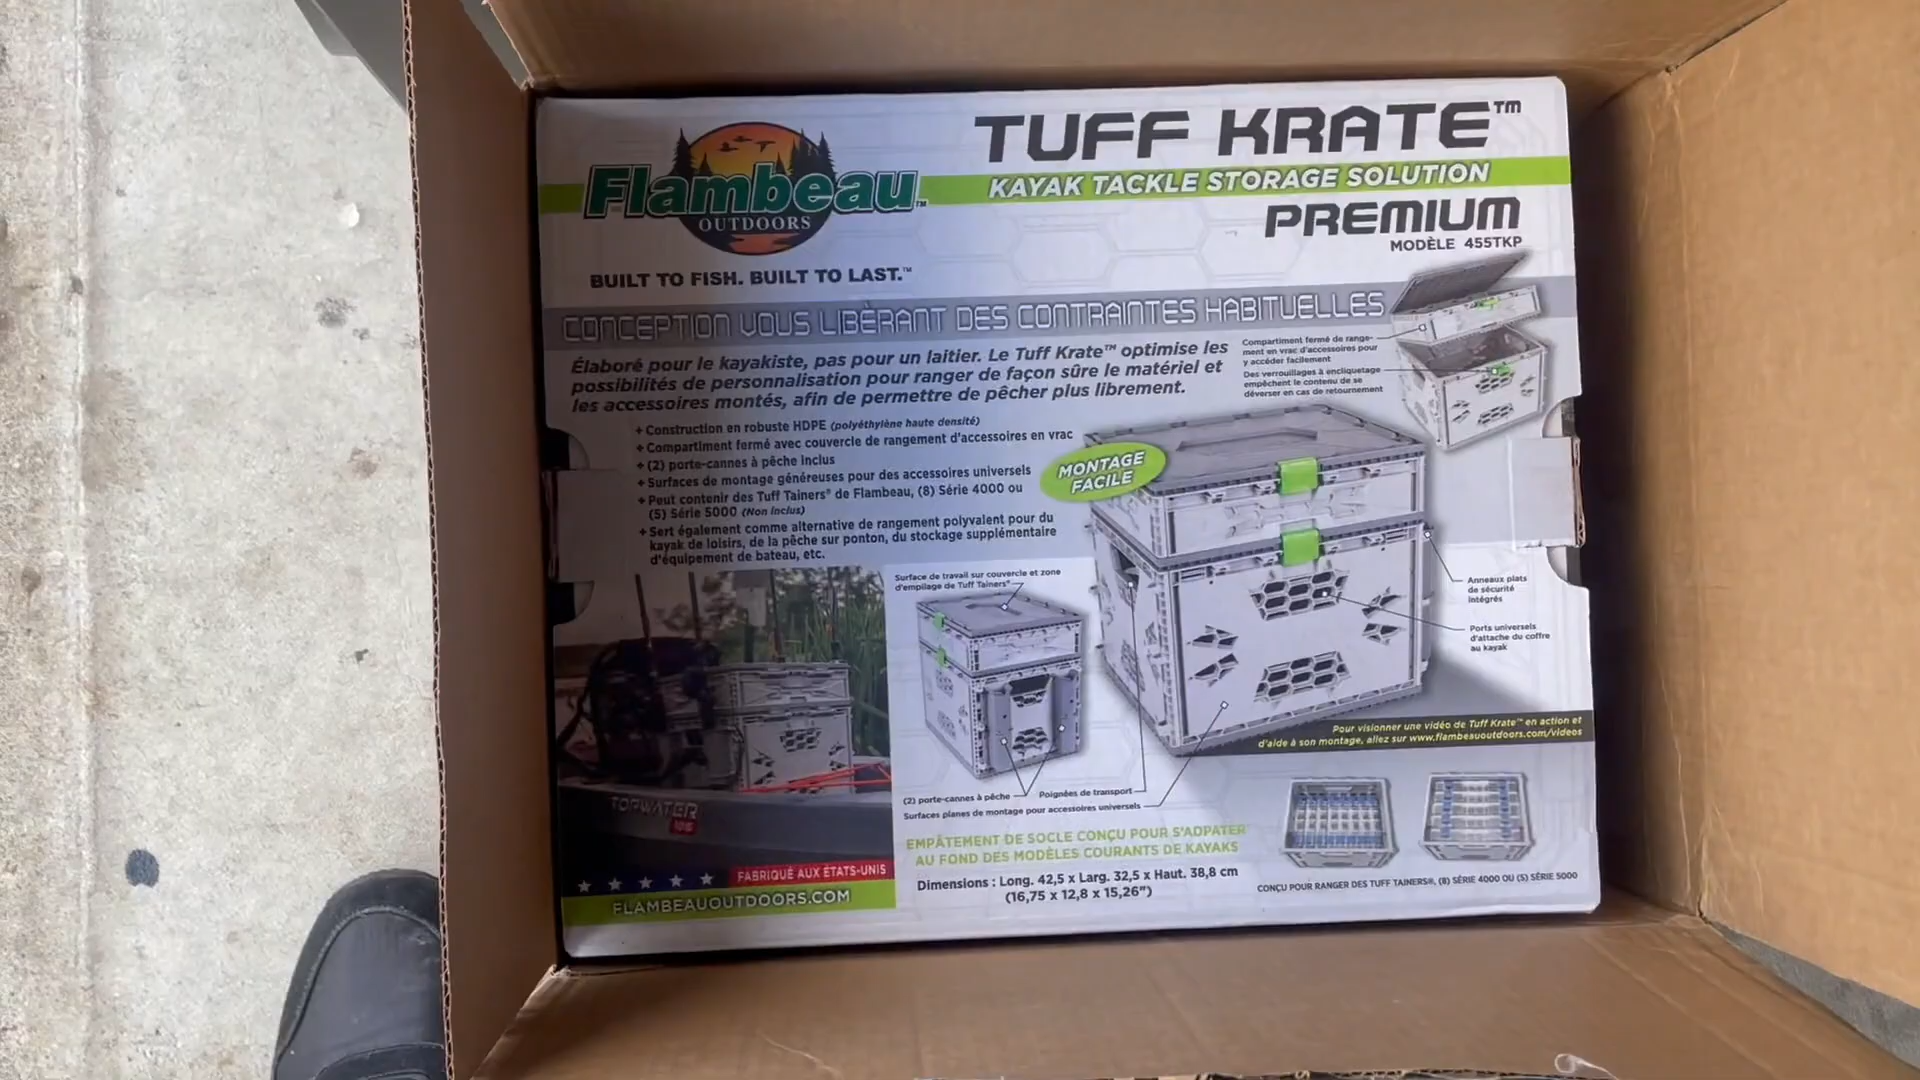 Flambeau™
OUTDOORS
BUILT TO FISH. BUILT TO LAST.™
TUFF KRATE™
KAYAK TACKLE STORAGE SOLUTION
PREMIUM
MODÈLE 455TKP
CONCEPTION VOUS LIBÉRANT DES CONTRAINTES HABITUELLES
Élaboré pour le kayakiste, pas pour un laitier. Le Tuff Krate™ optimise les
possibilités de personnalisation pour ranger de façon sûre le matériel et
les accessoires montés, afin de permettre de pêcher plus librement.
+ Construction en robuste HDPE (polyéthylène haute densité)
+ Compartiment fermé avec couvercle de rangement d'accessoires en vrac
+ (2) porte-cannes à pêche inclus
+ Surfaces de montage généreuses pour des accessoires universels
+ Peut contenir des Tuff Tainers® de Flambeau, (8) Série 4000 ou
(5) Série 5000 (Non inclus)
+ Sert également comme alternative de rangement polyvalent pour du
kayak de loisirs, de la pêche sur ponton, du stockage supplémentaire
d'équipement de bateau, etc.
Compartiment fermé de range-
ment en vrac d'accessoires pour
y accéder facilement
Des verrouillages à encliquetage
empêchent le contenu de se
déverser en cas de retournement
MONTAGE
FACILE
Surface de travail sur couvercle et zone
d'empilage de Tuff Tainers®
Anneaux plats
de sécurité
intégrés
Ports universels
d'attache du coffre
au kayak
Pour visionner une vidéo de Tuff Krate™ en action et
d'aide à son montage, allez sur www.flambeauoutdoors.com/videos
(2) porte-cannes à pêche
Poignées de transport
Surfaces planes de montage pour accessoires universels
EMPÂTEMENT DE SOCLE CONÇU POUR S'ADPATER
AU FOND DES MODÈLES COURANTS DE KAYAKS
Dimensions : Long. 42,5 x Larg. 32,5 x Haut. 38,8 cm
(16,75 x 12,8 x 15,26")
CONÇU POUR RANGER DES TUFF TAINERS®, (8) SÉRIE 4000 OU (5) SÉRIE 5000
TOPWATER
FABRIQUÉ AUX ÉTATS-UNIS
FLAMBEAUOUTDOORS.COM